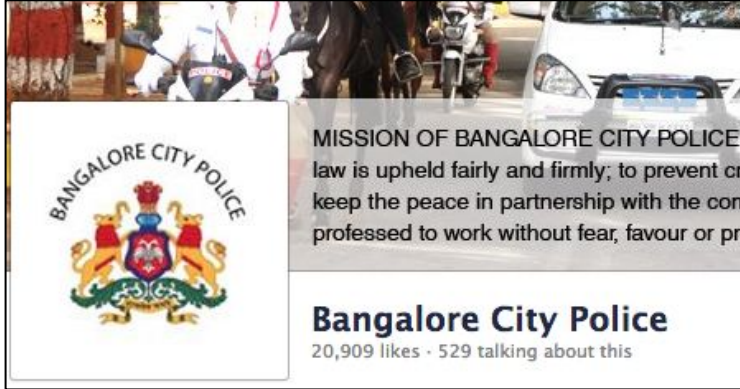 POLICE
BANGALORE CITY POLICE
MISSION OF BANGALORE CITY POLICE
law is upheld fairly and firmly; to prevent
keep the peace in partnership with the
professed to work without fear, favour or
Bangalore City Police
20,909 likes · 529 talking about this